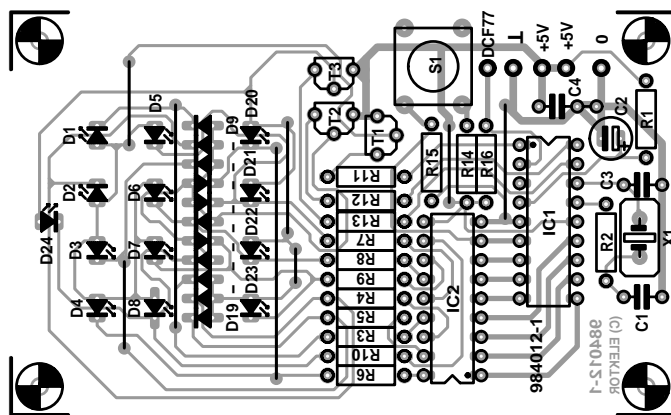 DCF77
T
+5V
+5V
0
T3
T2
T1
S1
C4
C2
+
R1
D5
D20
D1
D9
D21
R15
R14
R16
IC1
C3
R11
D2
D6
D22
R12
R13
D24
R7
R2
X1
D3
D7
D23
R8
R9
IC2
D4
D8
D19
R4
R5
R3
R10
R6
C1
984012-1
(C) ELEKTOR
984012-1